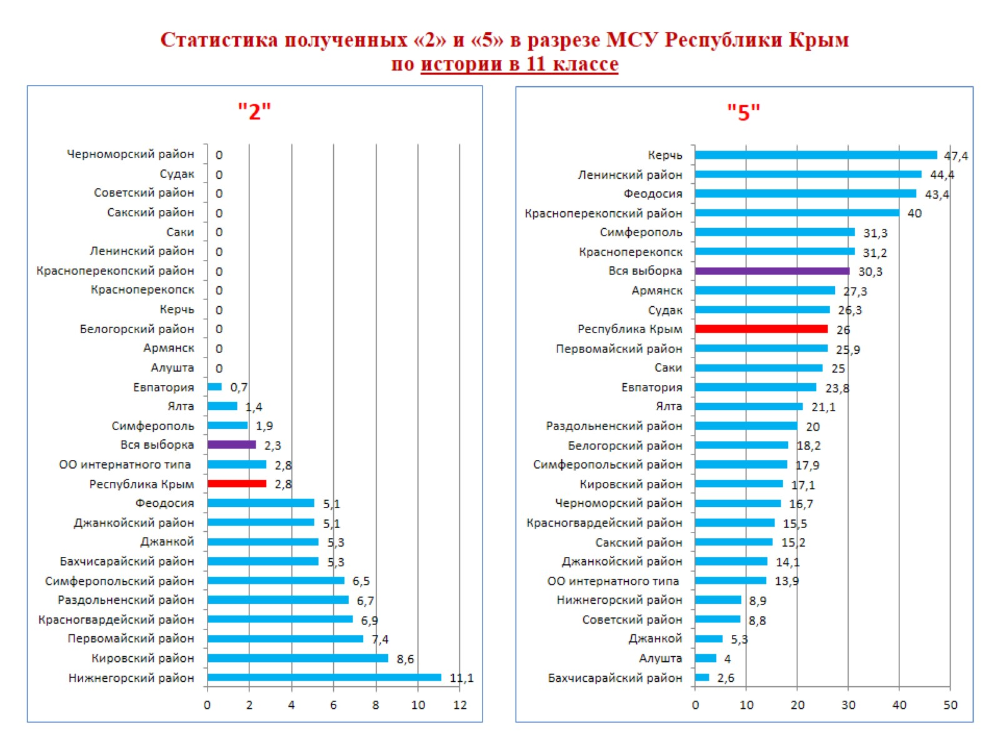 Статистика полученных «2» и «5» в разрезе МСУ Республики Крым
по истории в 11 классе
"2"
Черноморский район 0
Судак 0
Советский район 0
Сакский район 0
Саки 0
Ленинский район 0
Красноперекопский район 0
Красноперекопск 0
Керчь 0
Белогорский район 0
Армянск 0
Алушта 0
Евпатория 0,7
Ялта 1,4
Симферополь 1,9
Вся выборка 2,3
ОО интернатного типа 2,8
Республика Крым 2,8
Феодосия 5,1
Джанкойский район 5,1
Джанкой 5,3
Бахчисарайский район 5,3
Симферопольский район 6,5
Раздольненский район 6,7
Красногвардейский район 6,9
Первомайский район 7,4
Кировский район 8,6
Нижнегорский район 11,1
0 2 4 6 8 10 12
"5"
Керчь 47,4
Ленинский район 44,4
Феодосия 43,4
Красноперекопский район 40
Симферополь 31,3
Красноперекопск 31,2
Вся выборка 30,3
Армянск 27,3
Судак 26,3
Республика Крым 26
Первомайский район 25,9
Саки 25
Евпатория 23,8
Ялта 21,1
Раздольненский район 20
Белогорский район 18,2
Симферопольский район 17,9
Кировский район 17,1
Черноморский район 16,7
Красногвардейский район 15,5
Сакский район 15,2
Джанкойский район 14,1
ОО интернатного типа 13,9
Нижнегорский район 8,9
Советский район 8,8
Джанкой 5,3
Алушта 4
Бахчисарайский район 2,6
0 10 20 30 40 50